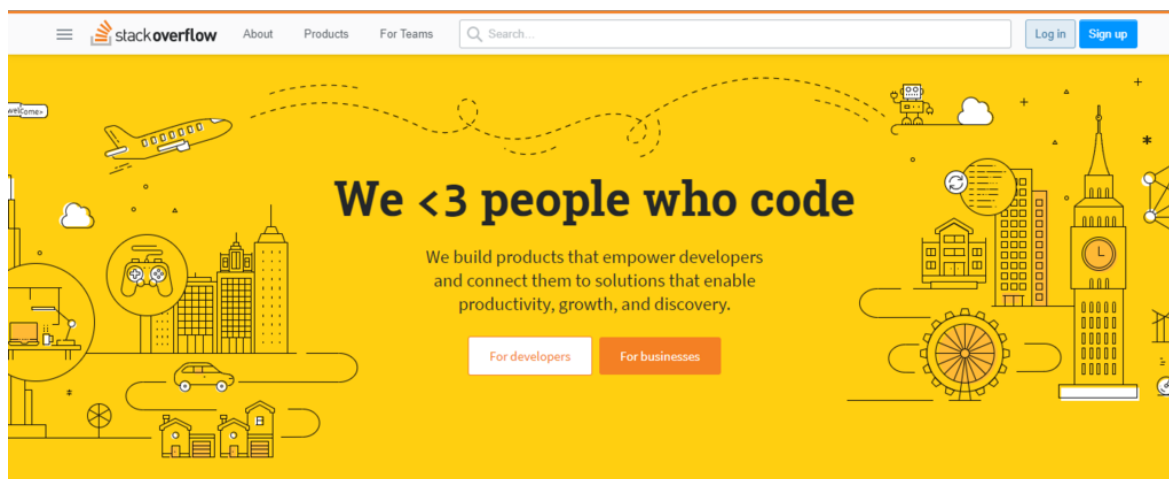 stackoverflow About Products For Teams Search... Log in Sign up
welcome>
We <3 people who code
We build products that empower developers
and connect them to solutions that enable
productivity, growth, and discovery.
For developers For businesses